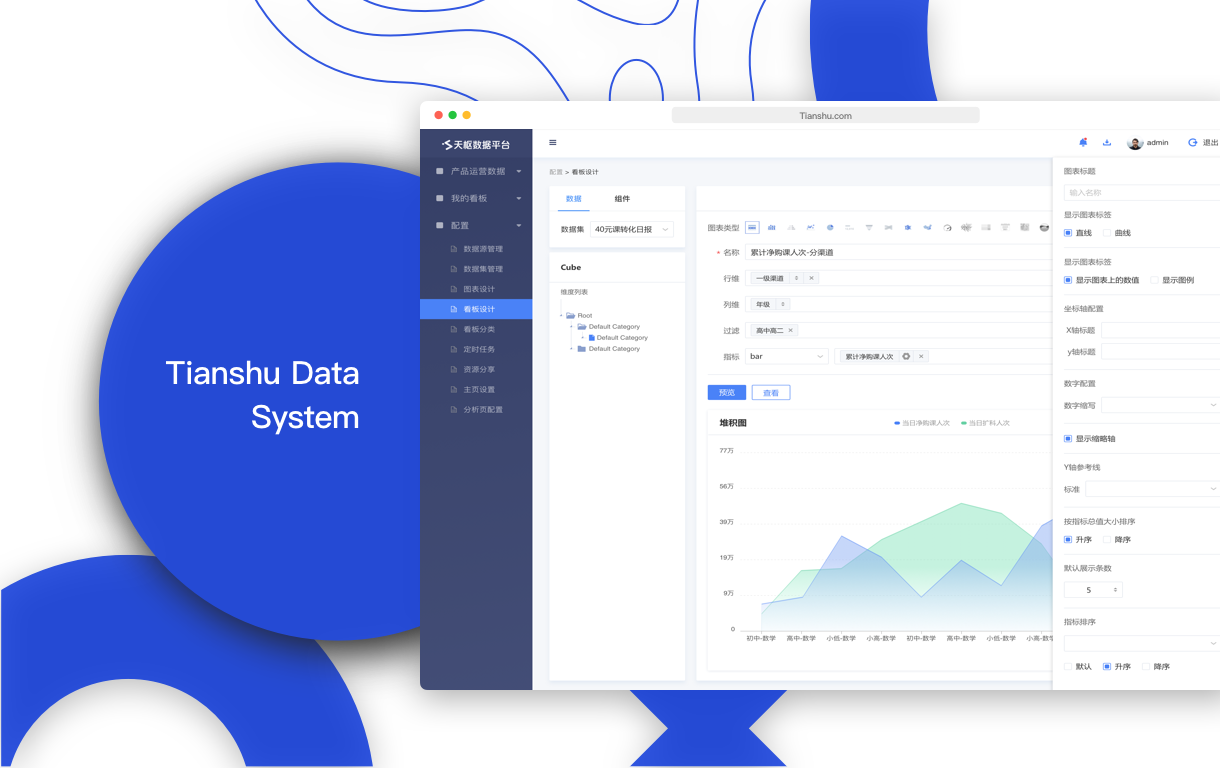 Tianshu Data
System
Tianshu.com
天枢数据平台
产品运营数据
我的看板
配置
数据源管理
数据集管理
图表设计
看板设计
看板分类
定时任务
资源分享
主页设置
分析页配置
admin
退出
配置 > 看板设计
数据
组件
数据集
40元课转化日报
Cube
维度列表
Root
Default Category
Default Category
Default Category
图表类型
* 名称
累计净购课人次-分渠道
行维
一级渠道
列维
年级
过滤
高中高二
指标
bar
累计净购课人次
预览
查看
堆积图
当日净购课人次
当日扩科人次
77万
56万
39万
19万
9万
0
初中-数学
高中-数学
小低-数学
小高-数学
初中-数学
高中-数学
小低-数学
小高-数学
图表标题
输入名称
显示图表标签
直线
曲线
显示图表标签
显示图表上的数值
显示图例
坐标轴配置
X轴标题
y轴标题
数字配置
数字缩写
显示缩略轴
Y轴参考线
标准
按指标总值大小排序
升序
降序
默认展示条数
5
指标排序
默认
升序
降序